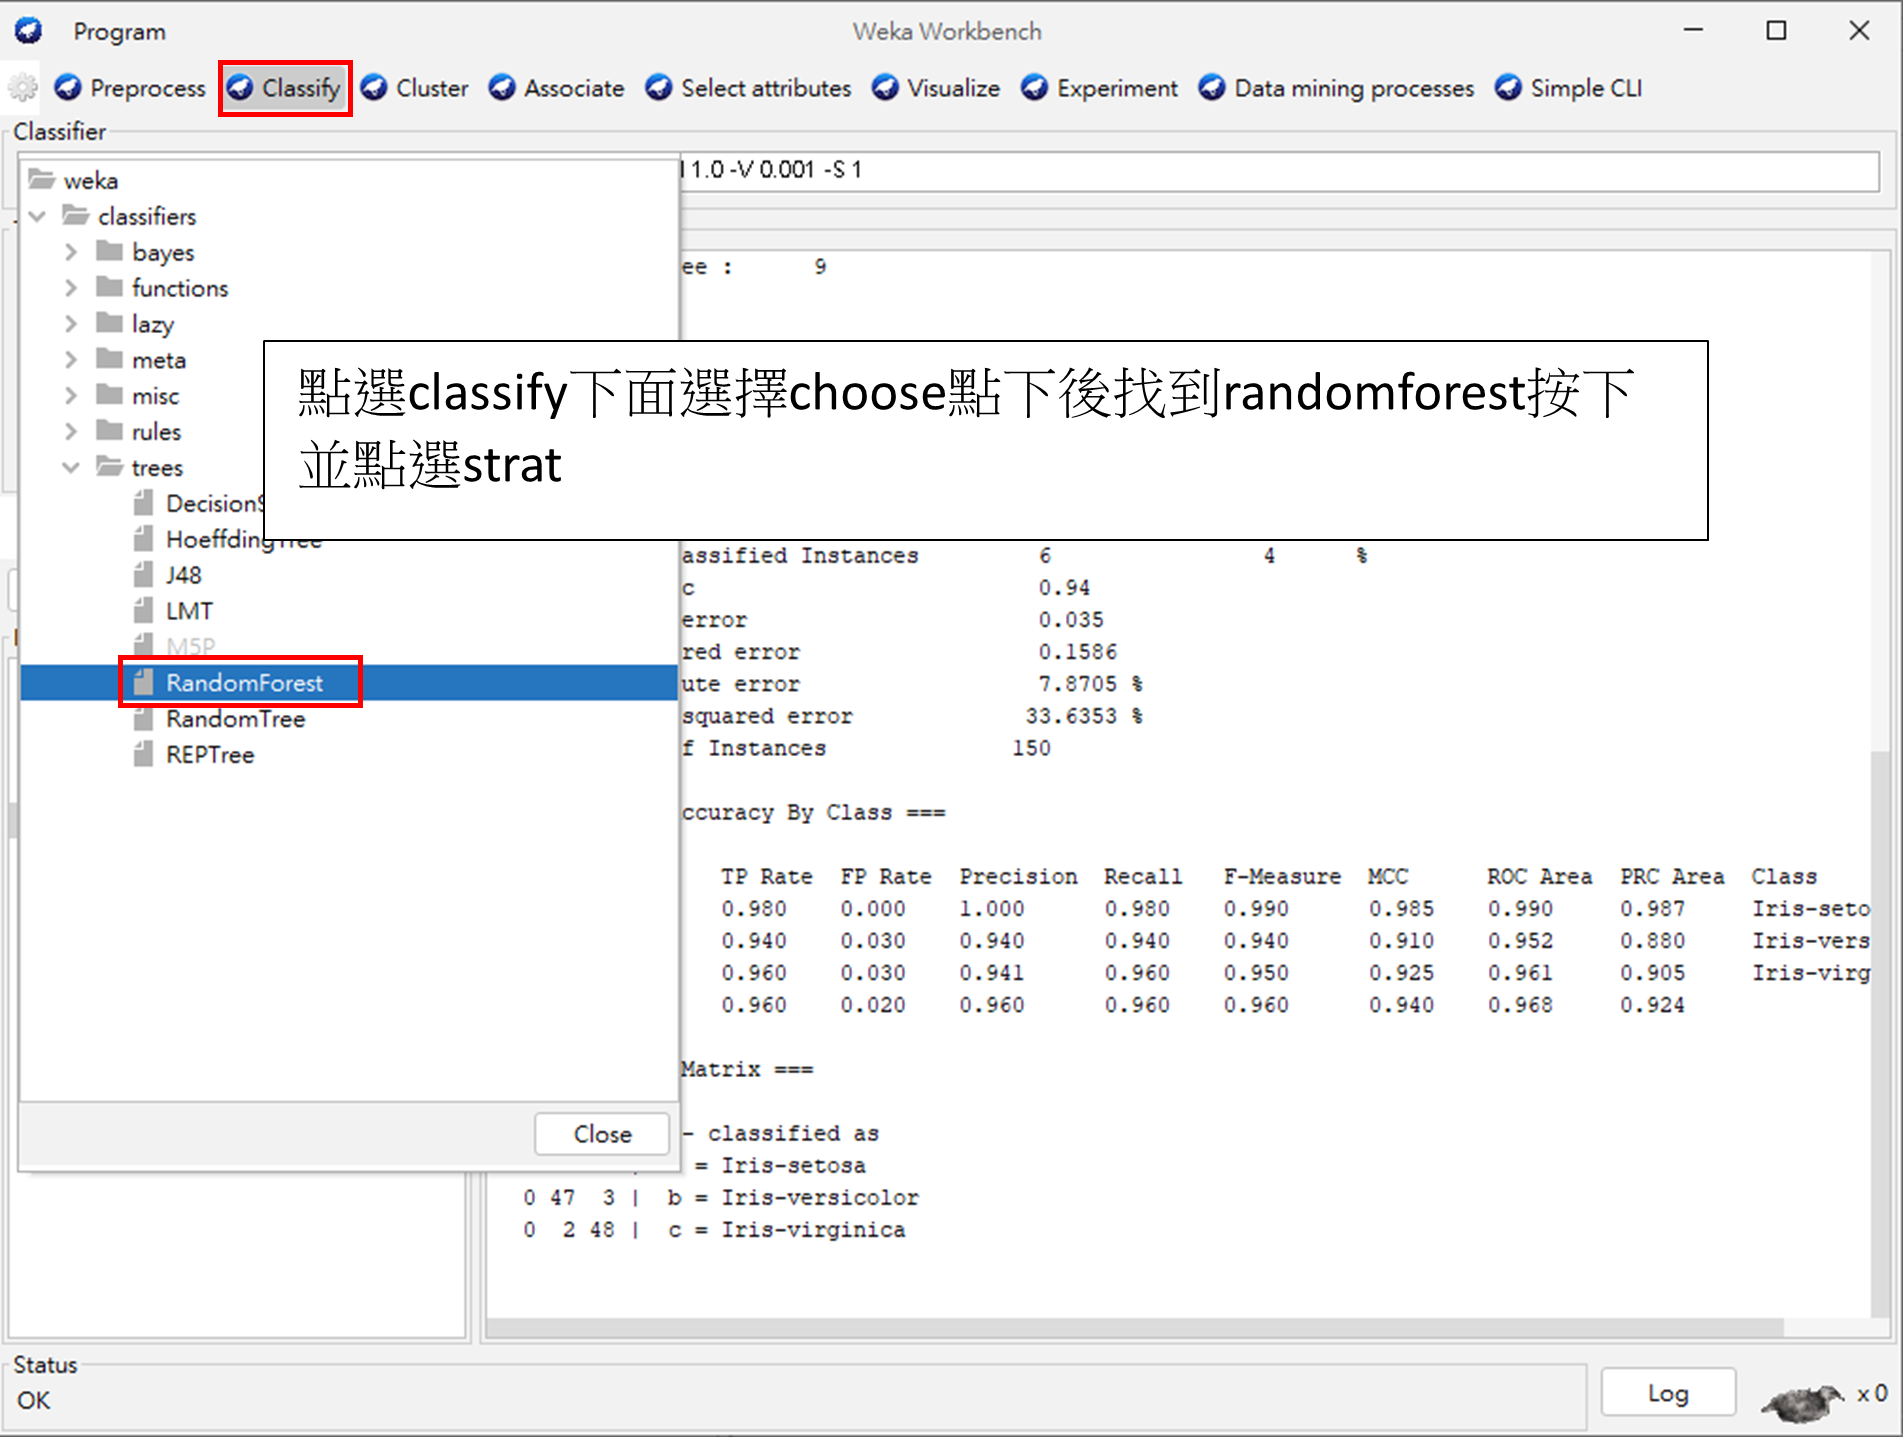 Program
Weka Workbench
Preprocess Classify Cluster Associate Select attributes Visualize Experiment Data mining processes Simple CLI
Classifier
1.0 -V 0.001 -S 1
weka
classifiers
bayes
functions
lazy
meta
misc
rules
trees
J48
LMT
M5P
RandomForest
RandomTree
REPTree
Close
點選classify下面選擇choose點下後找到randomforest按下
並點選strat
ee : 9
assified Instances 6 4 %
c 0.94
error 0.035
red error 0.1586
ute error 7.8705 %
squared error 33.6353 %
f Instances 150
ccuracy By Class ===
TP Rate FP Rate Precision Recall F-Measure MCC ROC Area PRC Area Class
0.980 0.000 1.000 0.980 0.990 0.985 0.990 0.987 Iris-seto
0.940 0.030 0.940 0.940 0.940 0.910 0.952 0.880 Iris-vers
0.960 0.030 0.941 0.960 0.950 0.925 0.961 0.905 Iris-virg
0.960 0.020 0.960 0.960 0.960 0.940 0.968 0.924
Matrix ===
- classified as
= Iris-setosa
0 47 3 | b = Iris-versicolor
0 2 48 | c = Iris-virginica
Status
OK
Log
x 0